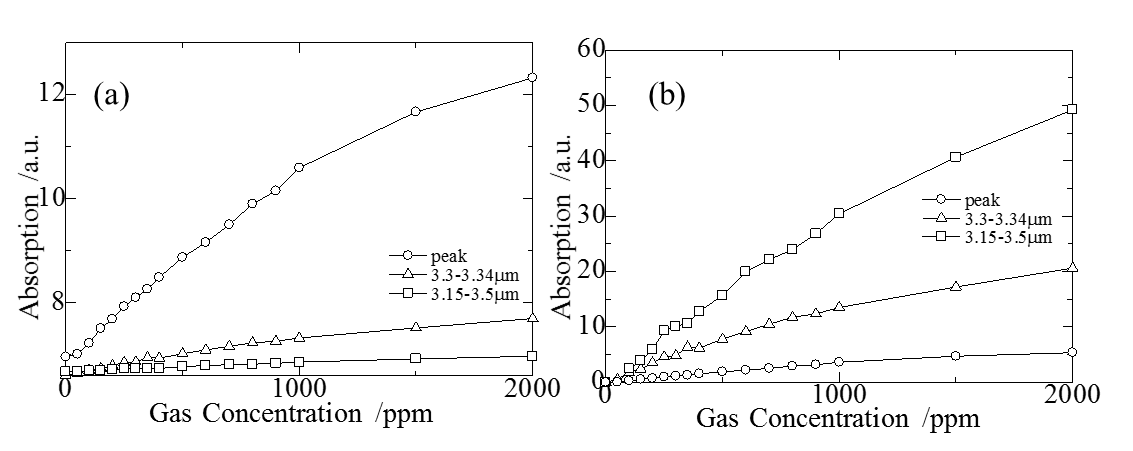 (a)
12
10
8
Absorption /a.u.
peak
3.3-3.34μm
3.15-3.5μm
0
1000
2000
Gas Concentration /ppm
(b)
60
50
40
30
20
10
0
Absorption /a.u.
peak
3.3-3.34μm
3.15-3.5μm
0
1000
2000
Gas Concentration /ppm